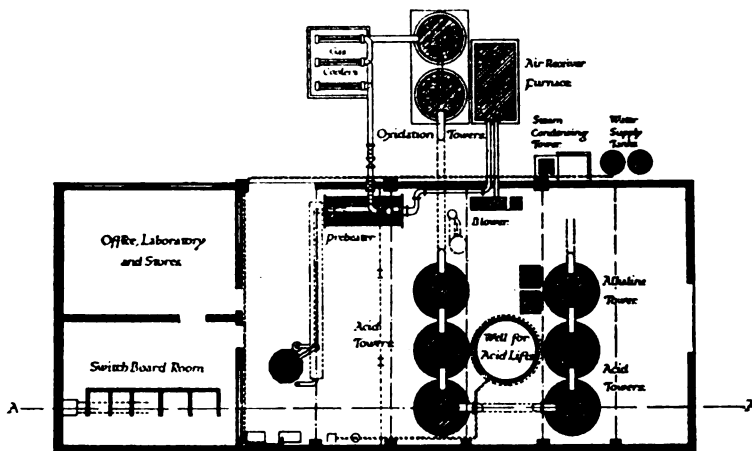 Gas
Coolers
Air Receiver
Furnace
Oxidation Towers
Steam
Condensing
Tower
Water
Supply
Tanks
Office, Laboratory
and Stores
Preheater
Blower
Alkaline
Tower
Acid
Towers
Well for
Acid Lifts
Switch Board Room
Acid
Towers
A
A